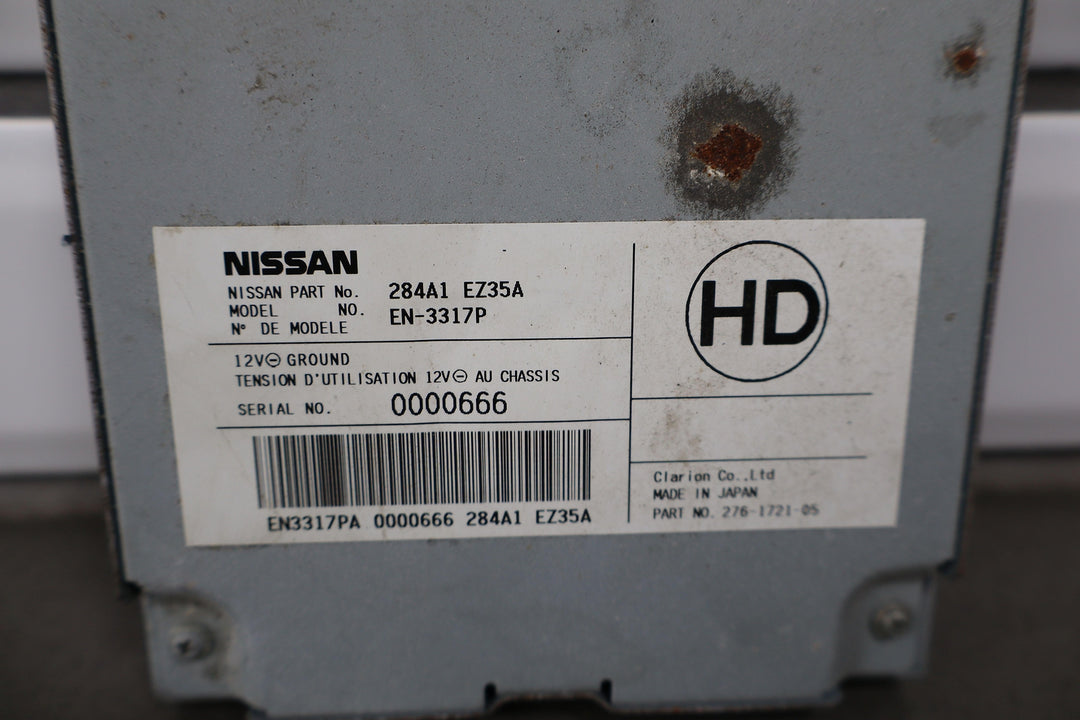 NISSAN
NISSAN PART No. 284A1 EZ35A
MODEL NO. EN-3317P
N° DE MODELE
12V⊖ GROUND
TENSION D'UTILISATION 12V⊖ AU CHASSIS
SERIAL NO. 0000666
EN3317PA 0000666 284A1 EZ35A
HD
Clarion Co.,Ltd
MADE IN JAPAN
PART NO. 276-1721-05